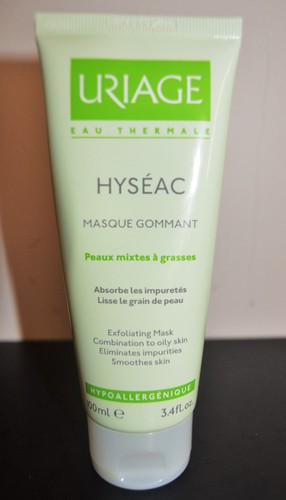 URIAGE
EAU THERMALE
HYSÉAC
MASQUE GOMMANT
Peaux mixtes à grasses
Absorbe les impuretés
Lisse le grain de peau
Exfoliating Mask
Combination to oily skin
Eliminates impurities
Smoothes skin
HYPOALLERGÉNIQUE
100ml ℮ 3.4fl.oz.